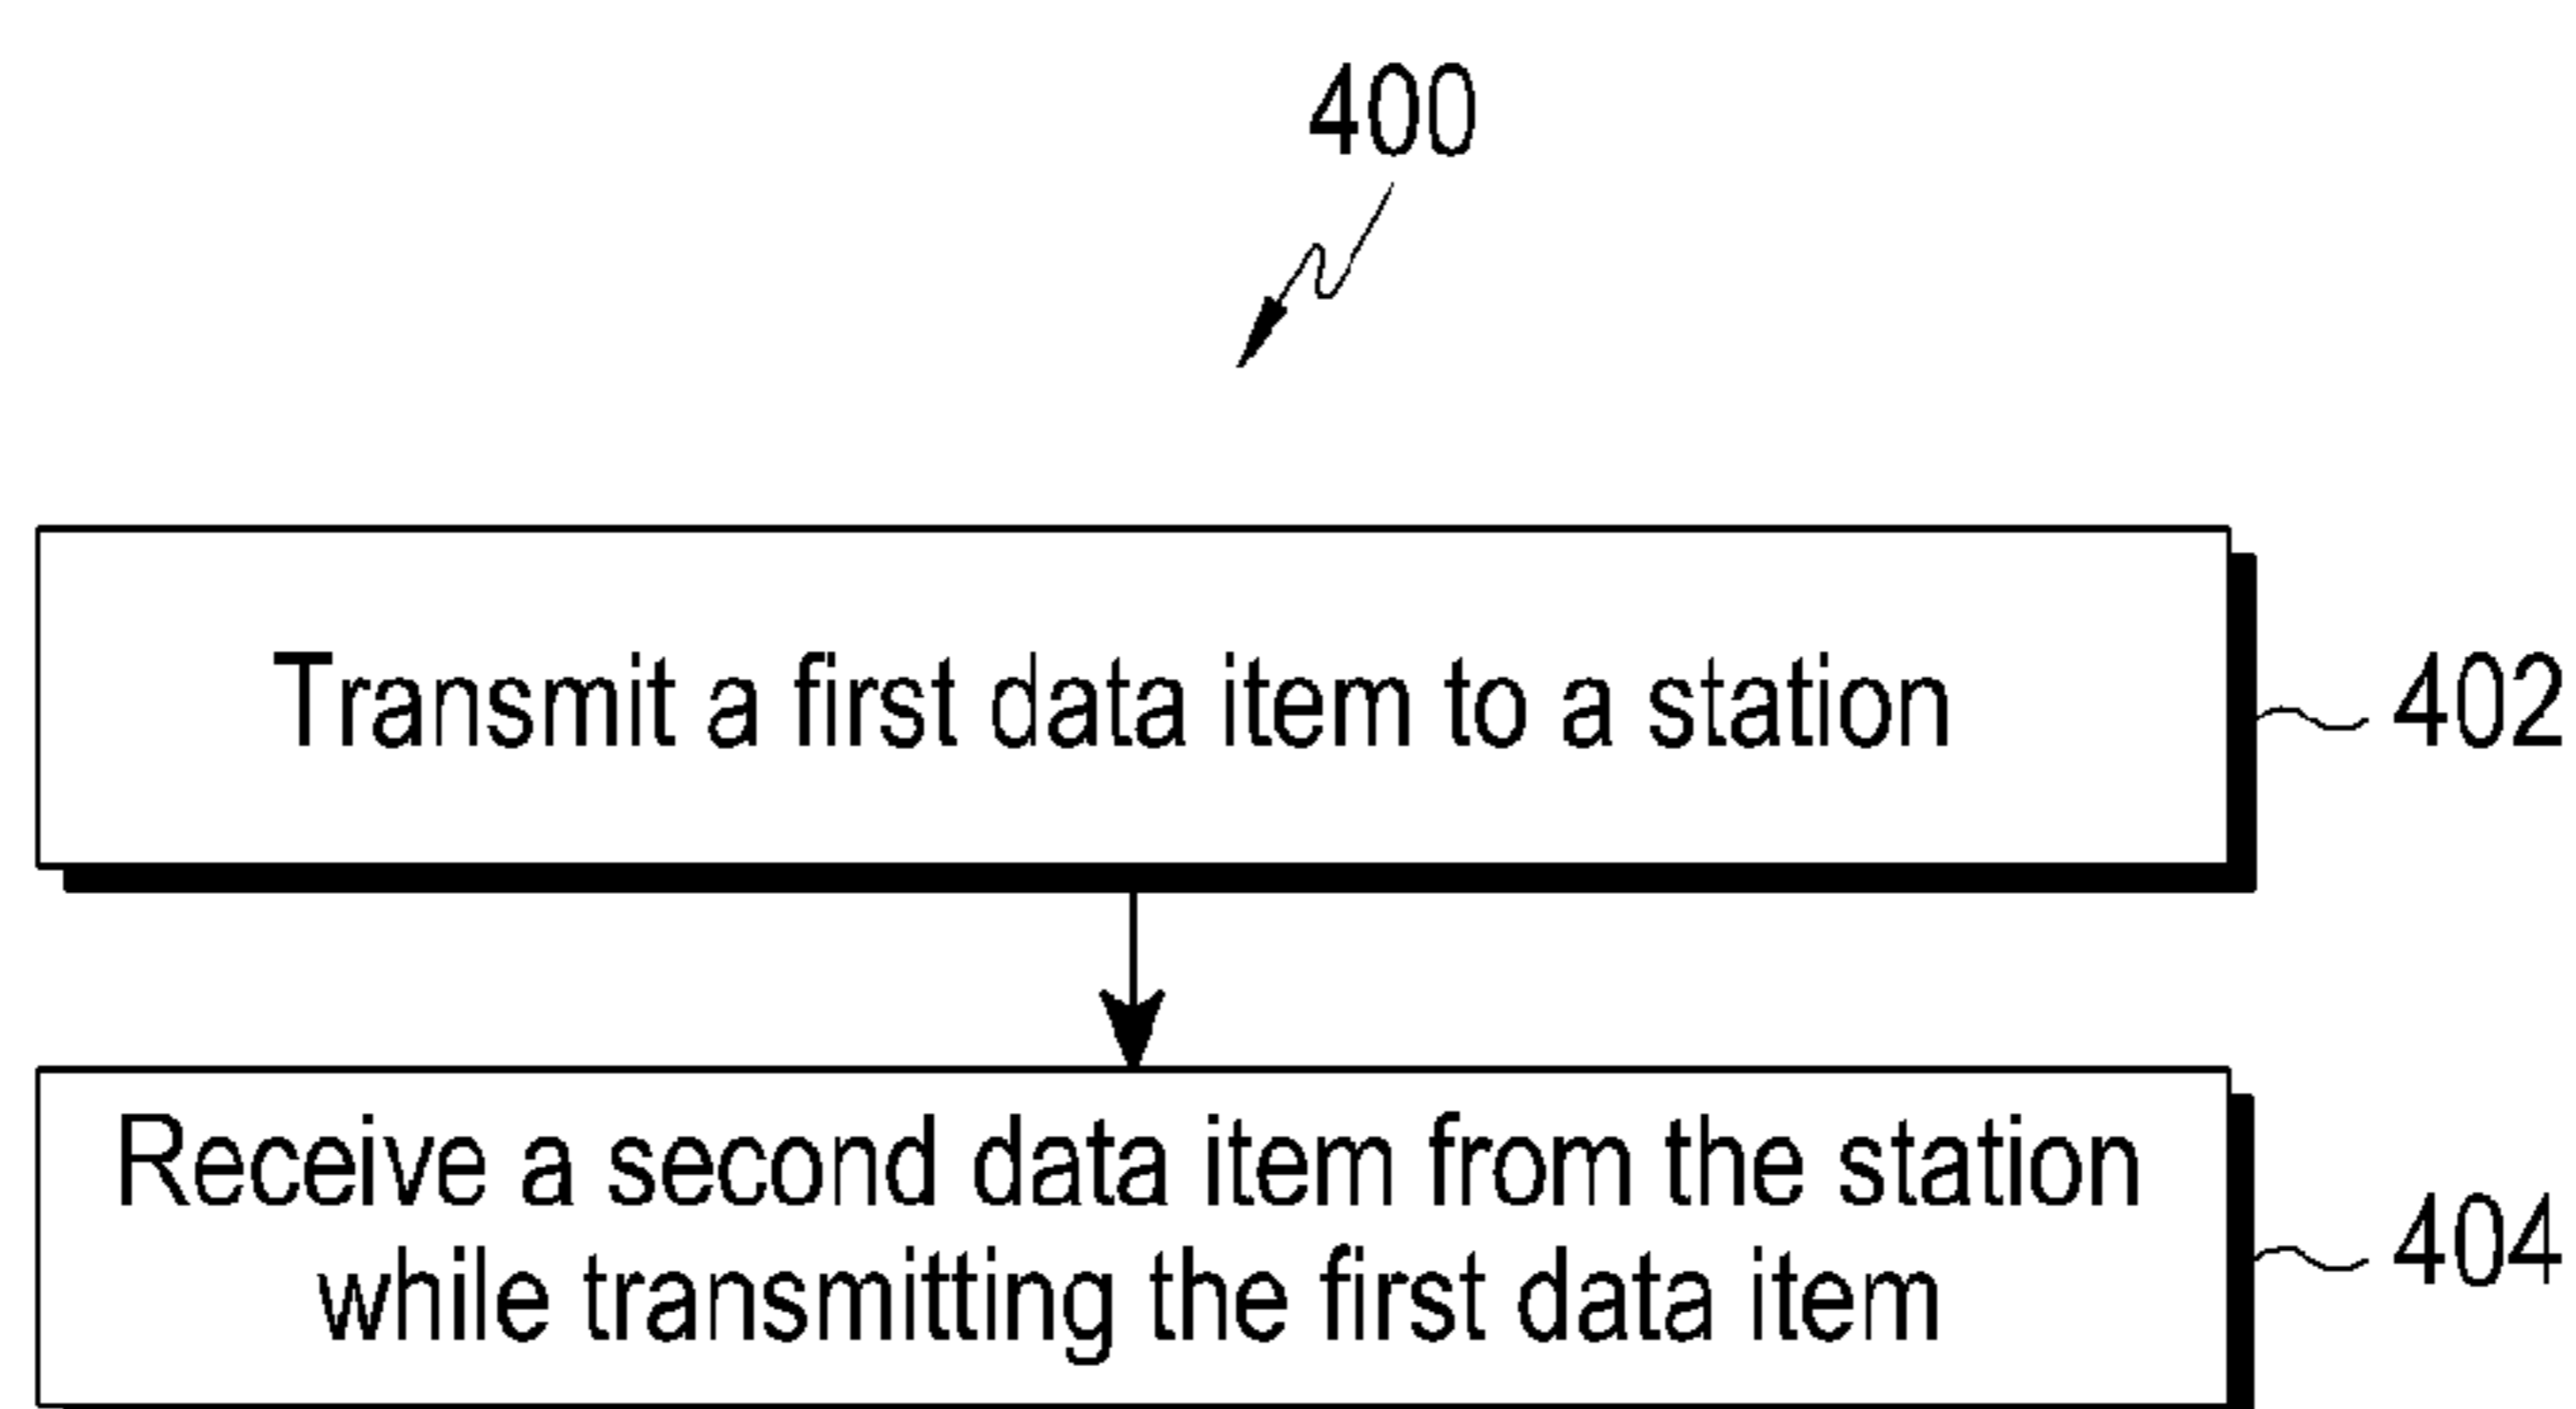 400
Transmit a first data item to a station
402
Receive a second data item from the station
while transmitting the first data item
404